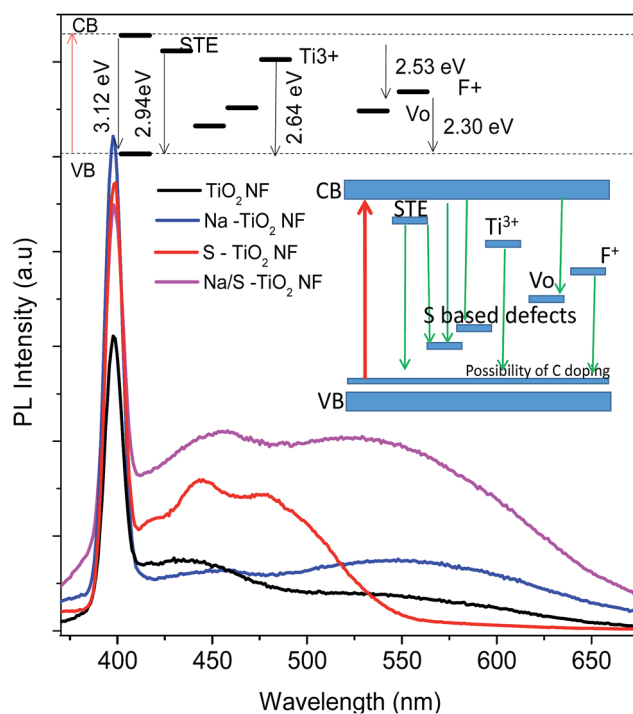 CB
STE
Ti3+
3.12 eV
2.94eV
2.64 eV
2.53 eV
F+
Vo
2.30 eV
VB
TiO2 NF
Na -TiO2 NF
S - TiO2 NF
Na/S -TiO2 NF
CB
STE
Ti3+
F+
Vo
S based defects
Possibility of C doping
VB
PL Intensity (a.u)
400 450 500 550 600 650
Wavelength (nm)